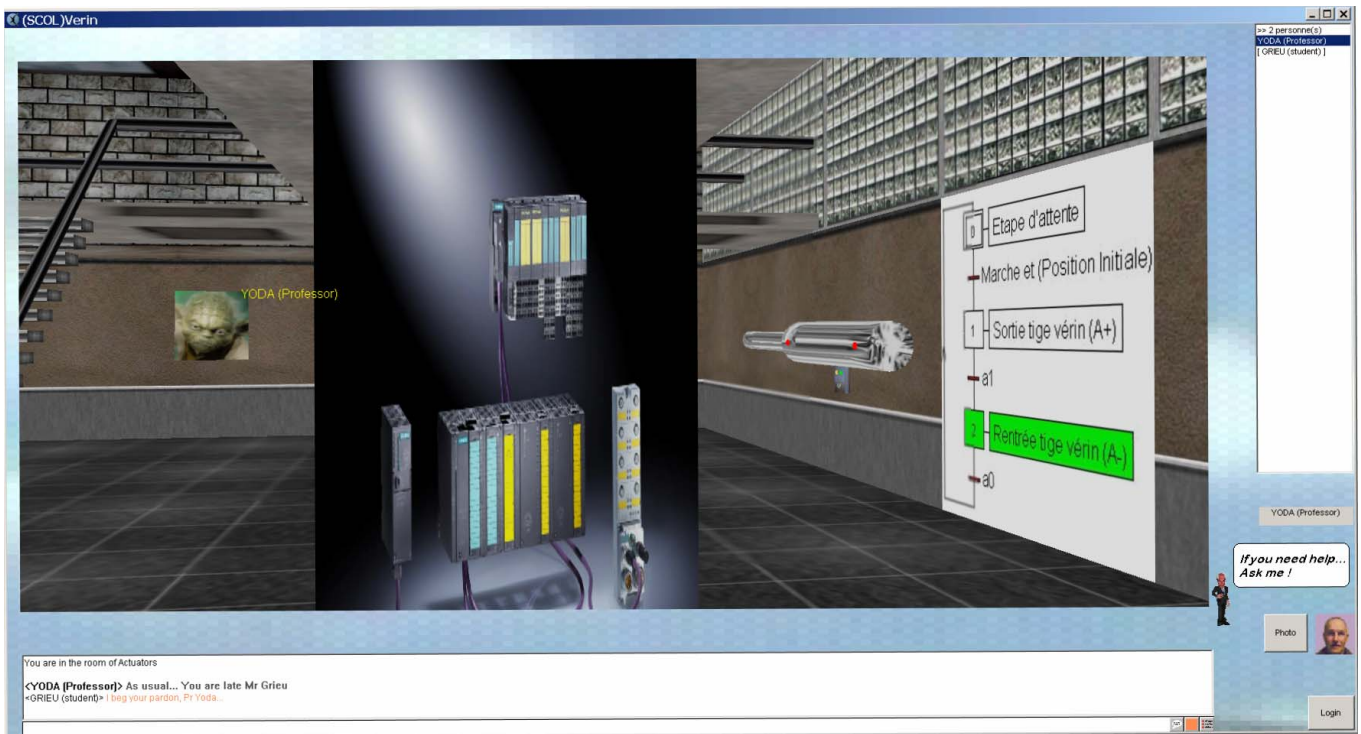 (SCOL)Verin
>> 2 personne(s)
YODA (Professor)
[ GRIEU (student) ]
YODA (Professor)
0
Etape d'attente
Marche et (Position Initiale)
1
Sortie tige vérin (A+)
a1
2
Rentrée tige vérin (A-)
a0
YODA (Professor)
If you need help...
Ask me !
Photo
You are in the room of Actuators
<YODA (Professor)> As usual... You are late Mr Grieu
<GRIEU (student)> I beg your pardon, Pr Yoda...
Login